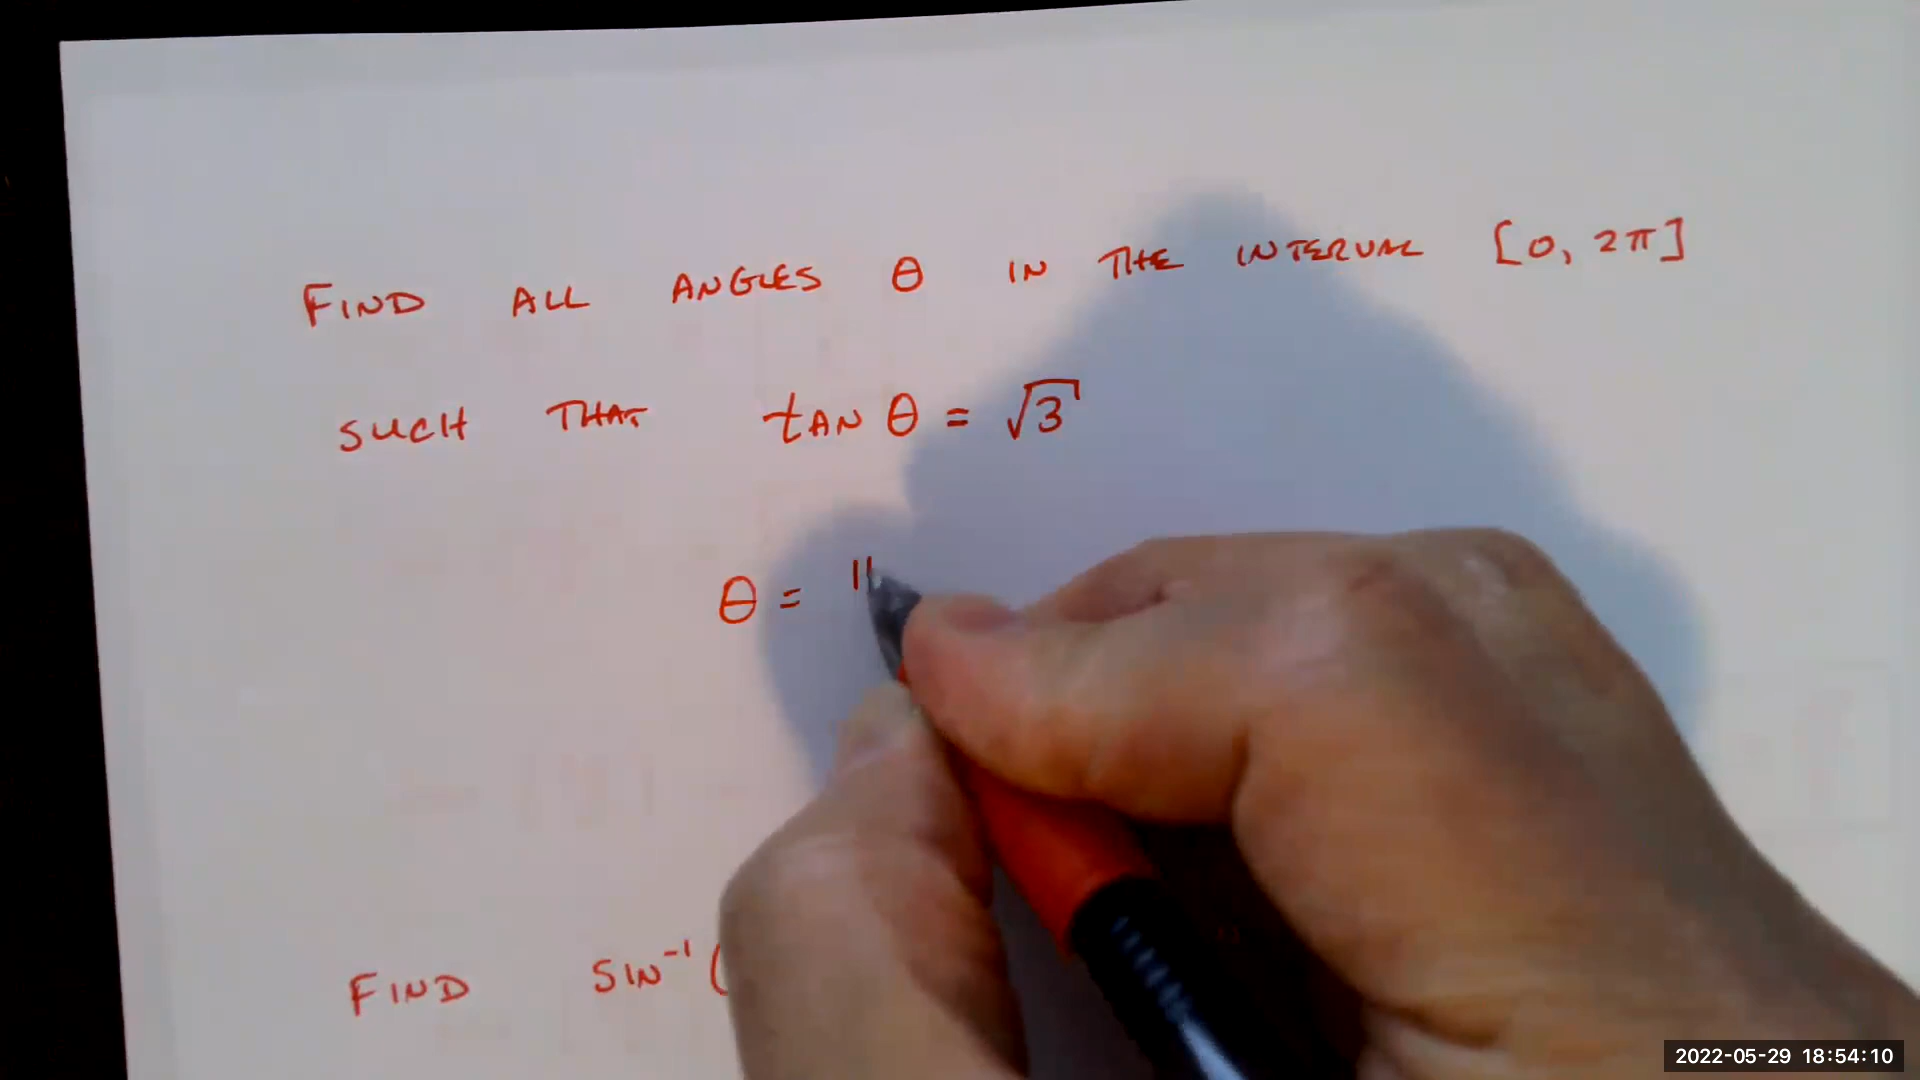 FIND ALL ANGLES θ IN THE INTERVAL [0, 2π]
SUCH THAT tAN θ = √3
θ =
FIND SIN⁻¹(
2022-05-29 18:54:10